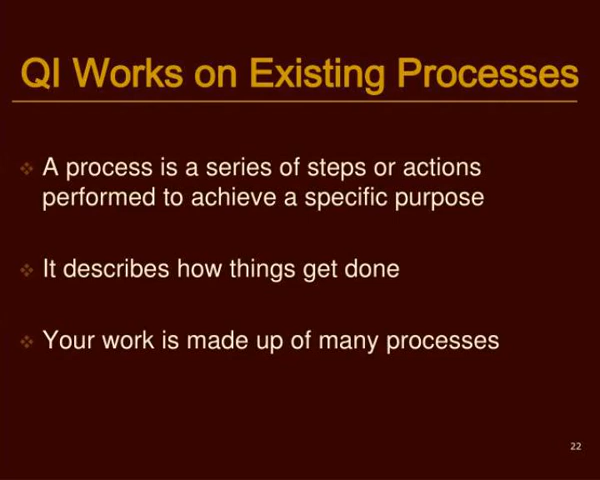 QI Works on Existing Processes
A process is a series of steps or actions
performed to achieve a specific purpose
It describes how things get done
Your work is made up of many processes
22